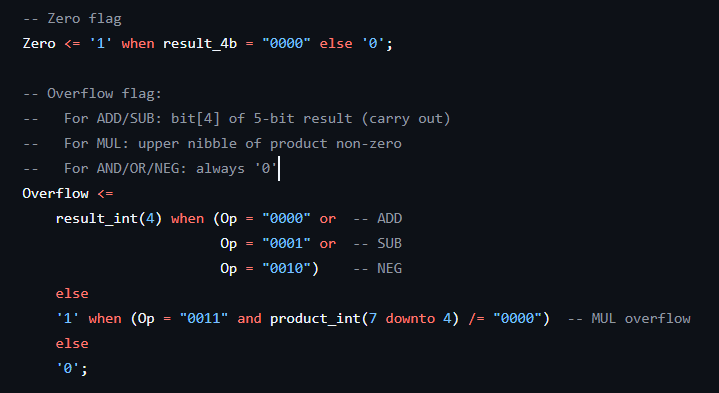 -- Zero flag
Zero <= '1' when result_4b = "0000" else '0';
-- Overflow flag:
--   For ADD/SUB: bit[4] of 5-bit result (carry out)
--   For MUL: upper nibble of product non-zero
--   For AND/OR/NEG: always '0'
Overflow <=
    result_int(4) when (Op = "0000" or  -- ADD
                        Op = "0001" or  -- SUB
                        Op = "0010")    -- NEG
    else
    '1' when (Op = "0011" and product_int(7 downto 4) /= "0000")  -- MUL overflow
    else
    '0';